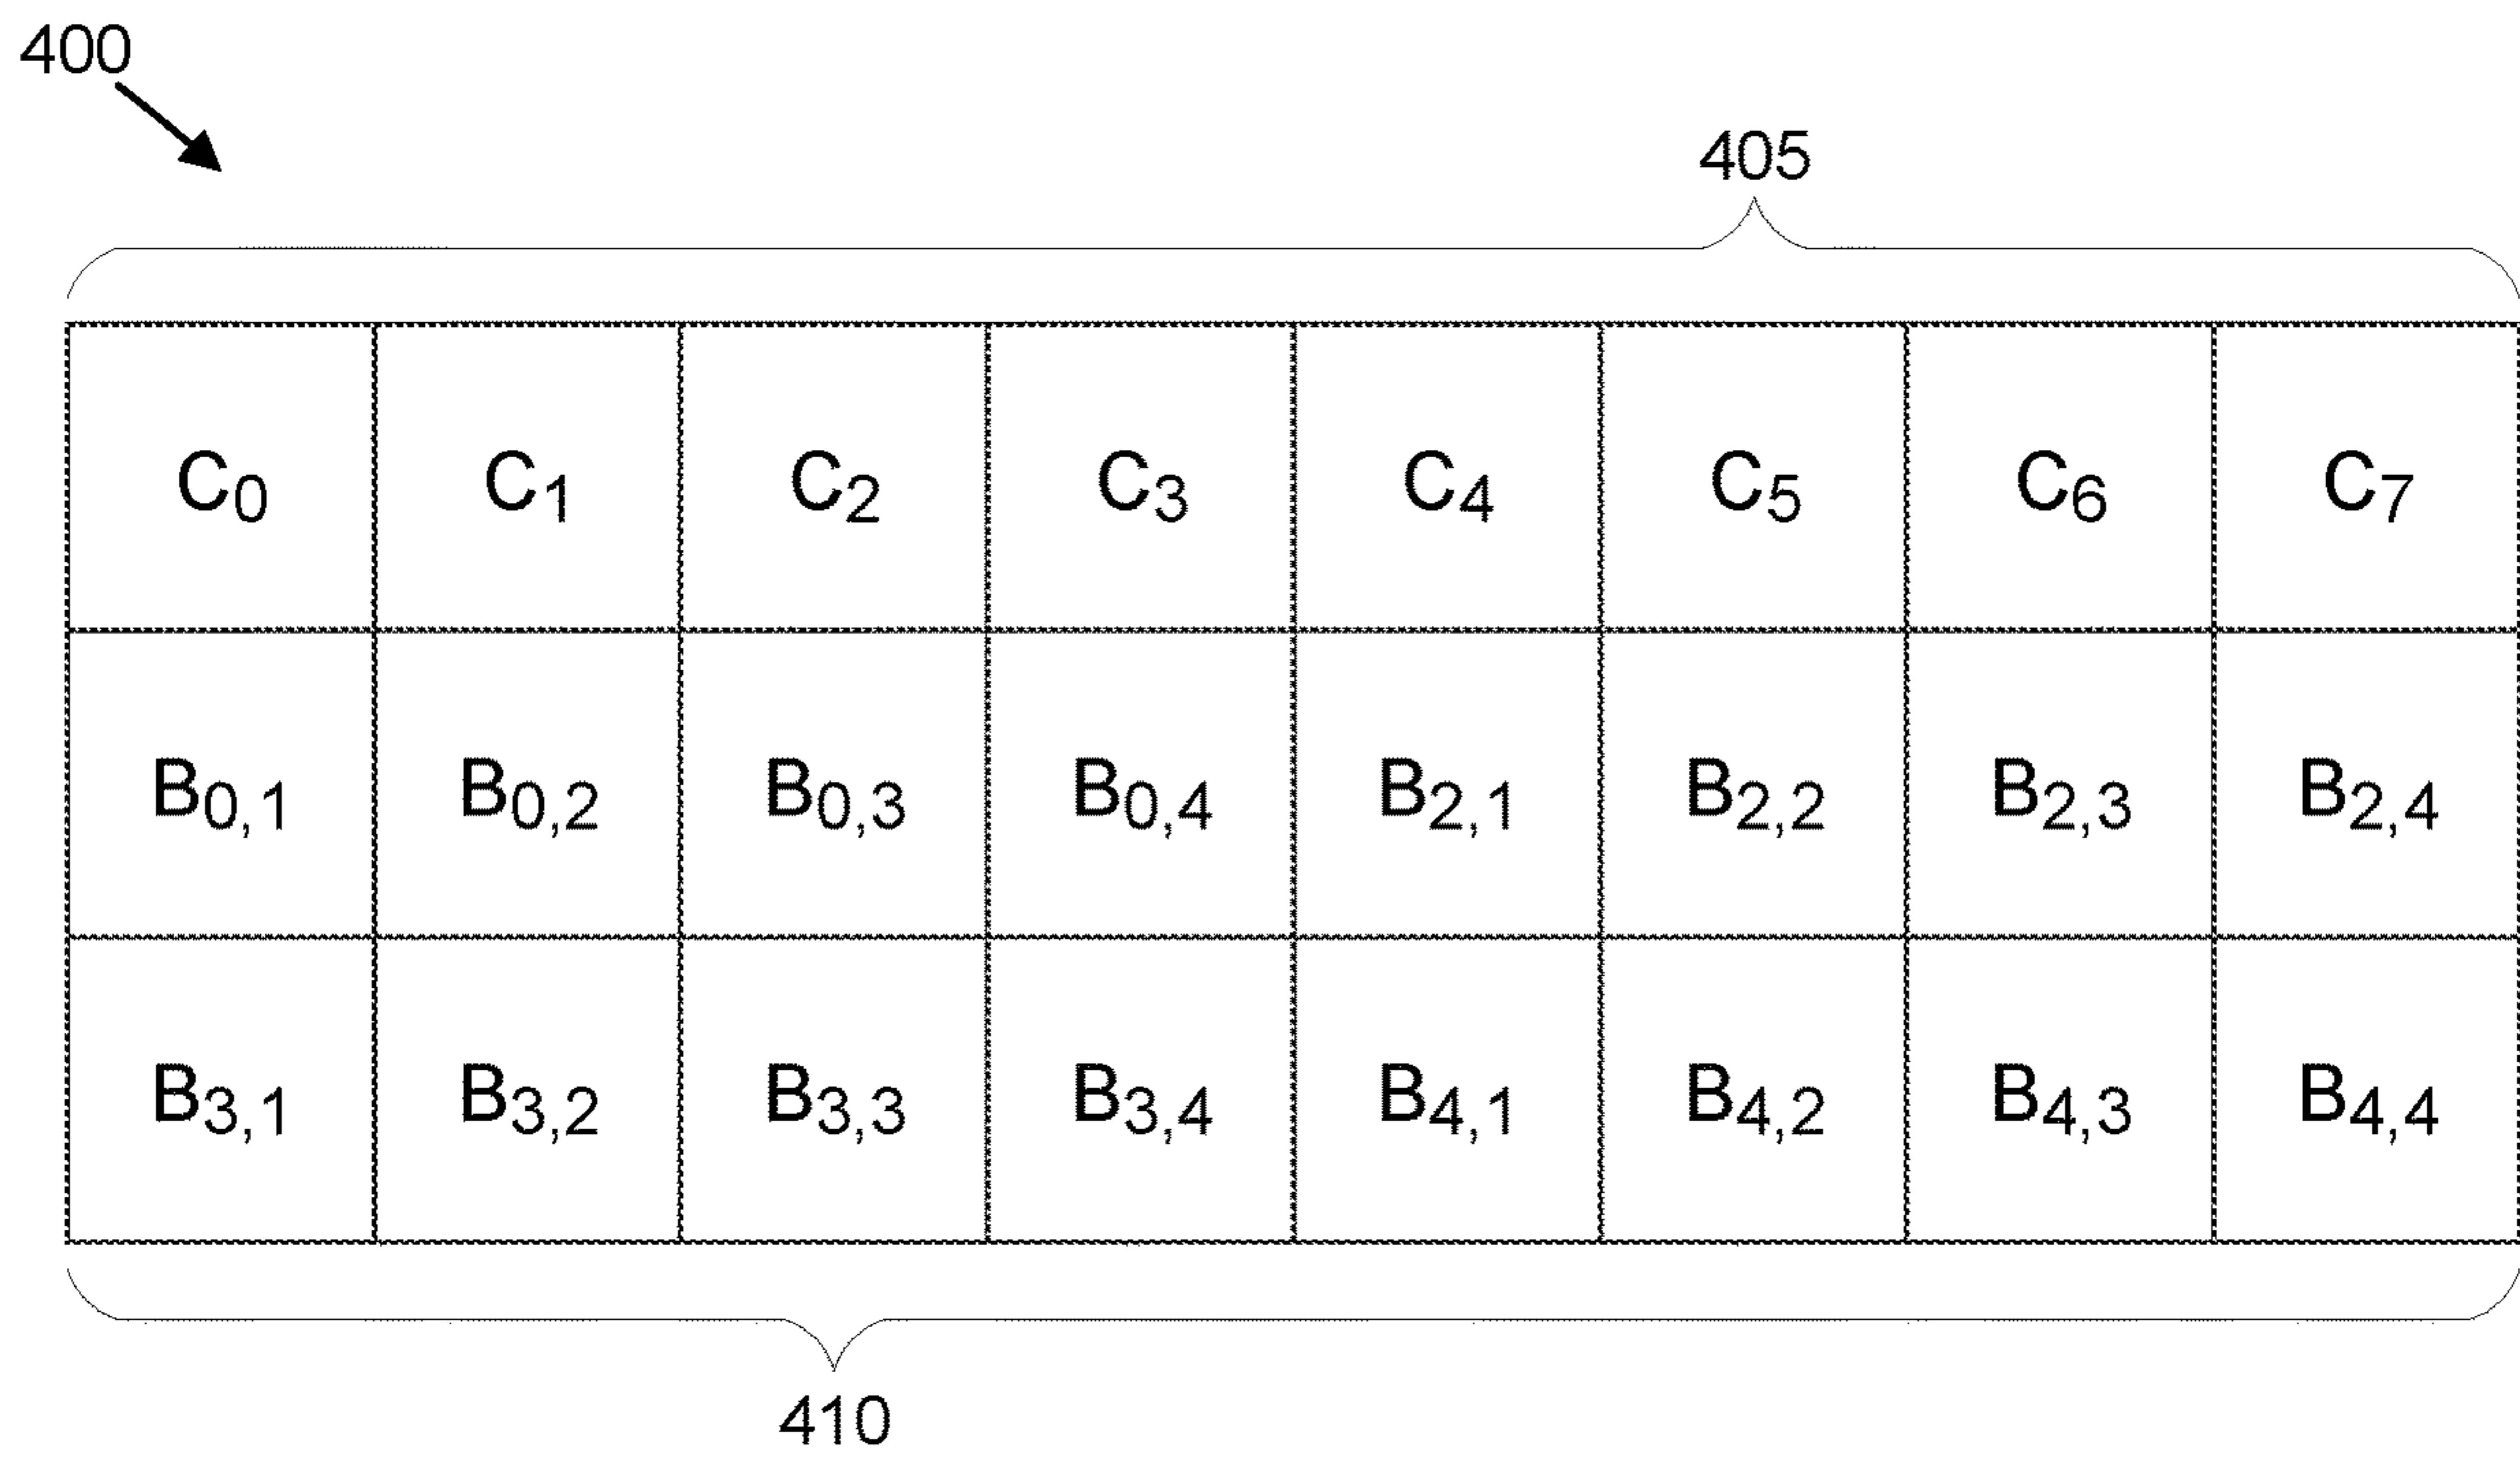 400
405
C0 C1 C2 C3 C4 C5 C6 C7
B0,1 B0,2 B0,3 B0,4 B2,1 B2,2 B2,3 B2,4
B3,1 B3,2 B3,3 B3,4 B4,1 B4,2 B4,3 B4,4
410